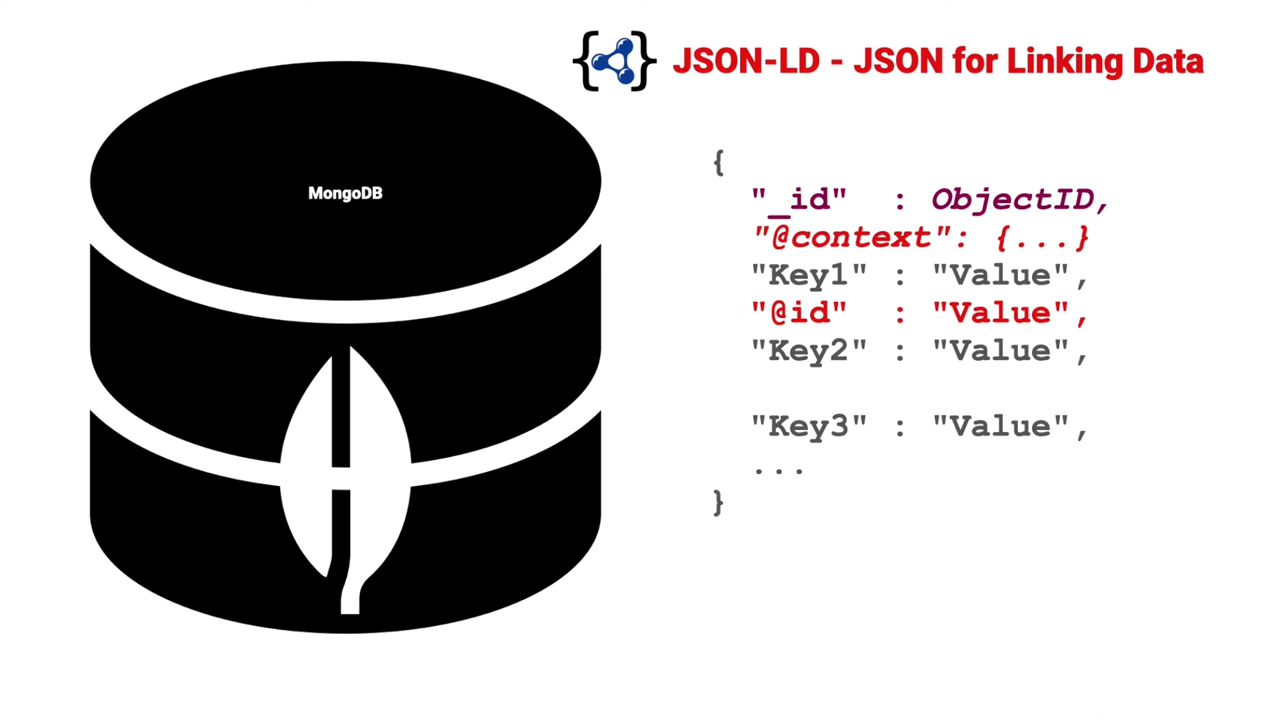 JSON-LD - JSON for Linking Data
MongoDB
{
"_id" : ObjectID,
"@context": {...}
"Key1" : "Value",
"@id" : "Value",
"Key2" : "Value",
"Key3" : "Value",
...
}